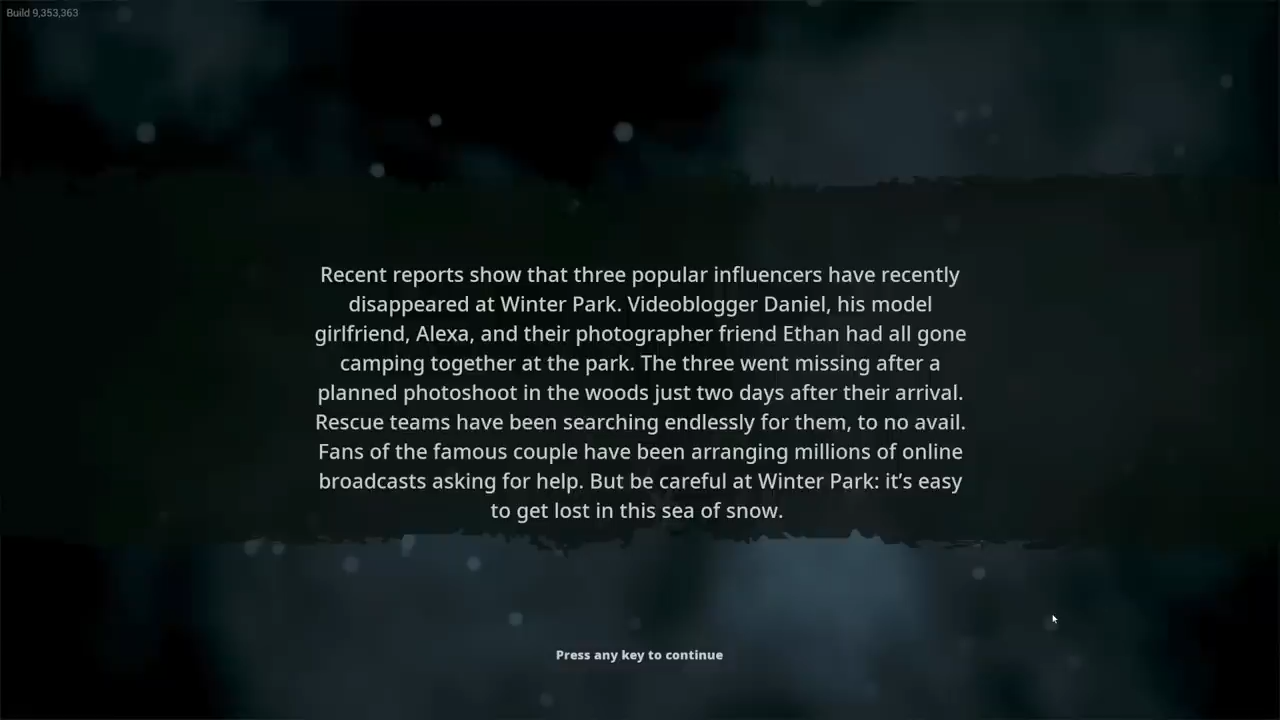 Build 9,353,363
Recent reports show that three popular influencers have recently
disappeared at Winter Park. Videoblogger Daniel, his model
girlfriend, Alexa, and their photographer friend Ethan had all gone
camping together at the park. The three went missing after a
planned photoshoot in the woods just two days after their arrival.
Rescue teams have been searching endlessly for them, to no avail.
Fans of the famous couple have been arranging millions of online
broadcasts asking for help. But be careful at Winter Park: it’s easy
to get lost in this sea of snow.
Press any key to continue